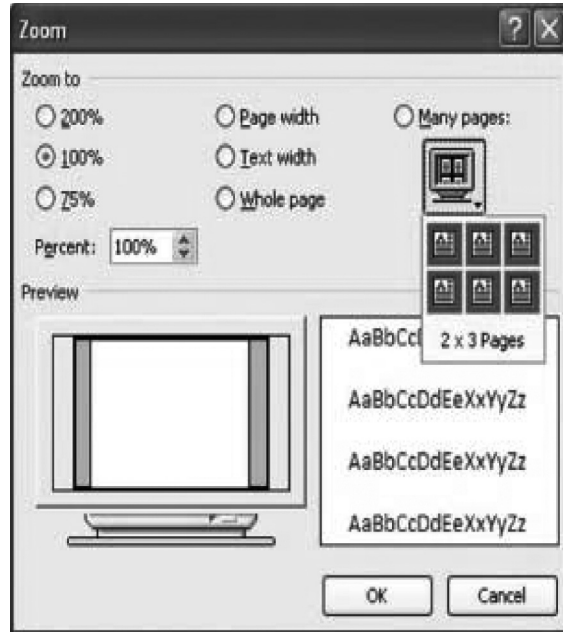 Zoom
Zoom to
200% Page width Many pages:
100% Text width
75% Whole page
Percent: 100%
Preview
2 x 3 Pages
AaBbCcDdEeXxYyZz
AaBbCcDdEeXxYyZz
AaBbCcDdEeXxYyZz
OK Cancel